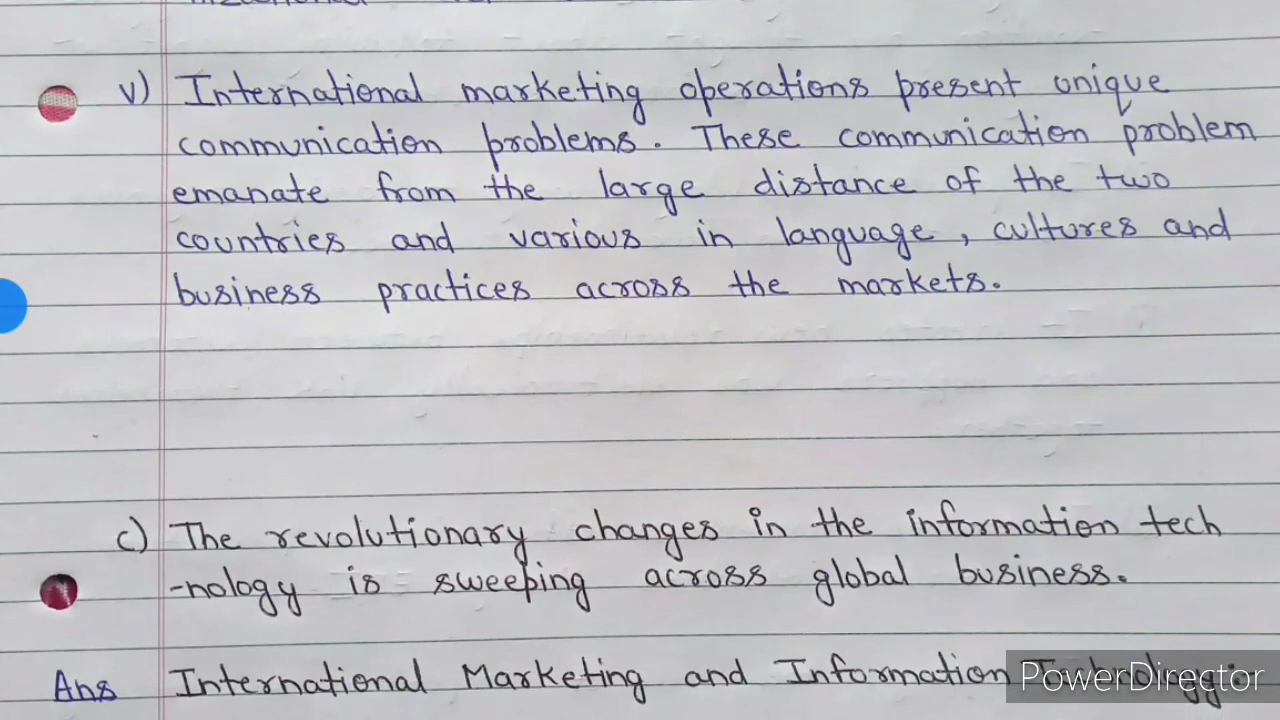 v) International marketing operations present unique
communication problems. These communication problem
emanate from the large distance of the two
countries and various in language, cultures and
business practices across the markets.
c) The revolutionary changes in the information tech
-nology is sweeping across global business.
Ans International Marketing and Information Technology :
PowerDirector